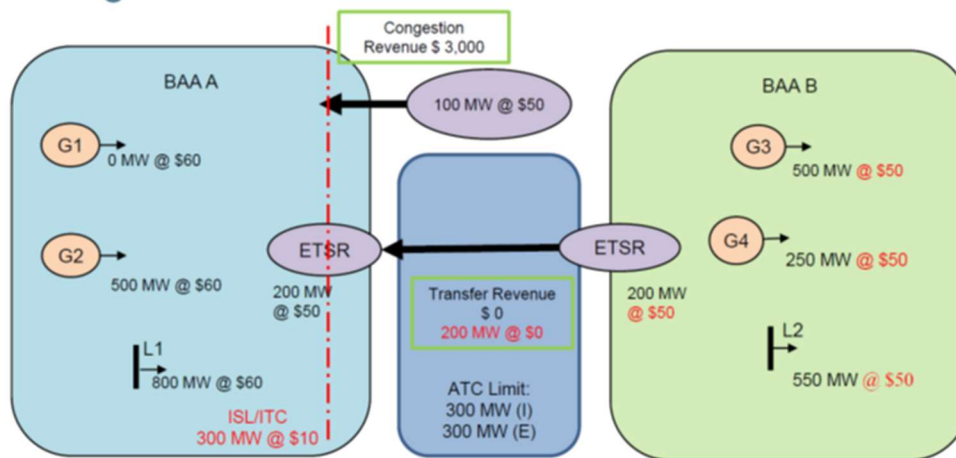 Congestion
Revenue $ 3,000
BAA A
100 MW @ $50
BAA B
G1
0 MW @ $60
G3
500 MW @ $50
G2
500 MW @ $60
ETSR
200 MW
@ $50
ETSR
200 MW
@ $50
G4
250 MW @ $50
Transfer Revenue
$ 0
200 MW @ $0
L1
800 MW @ $60
L2
550 MW @ $50
ISL/ITC
300 MW @ $10
ATC Limit:
300 MW (I)
300 MW (E)